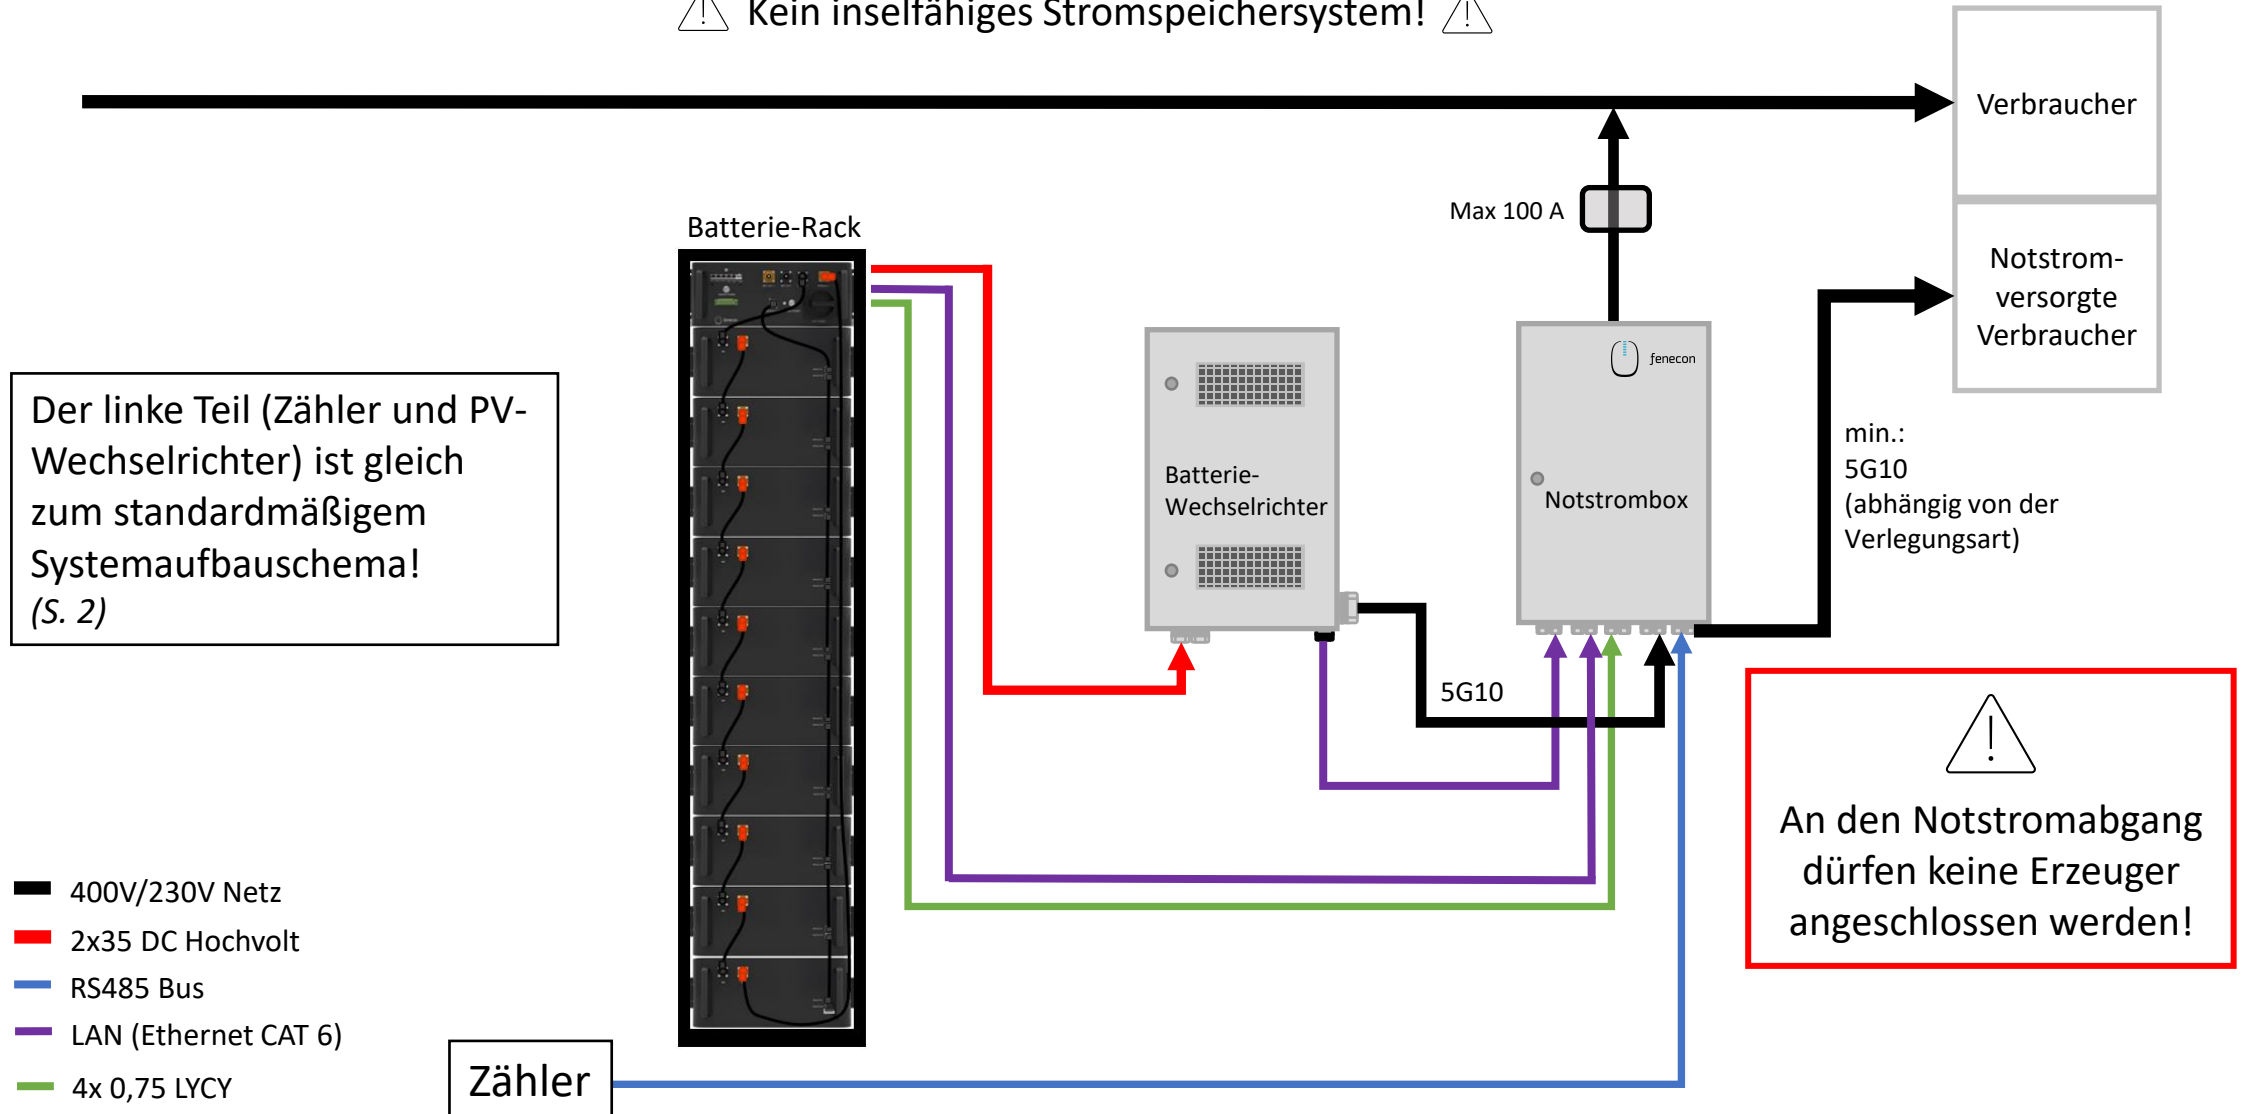 Kein inselfähiges Stromspeichersystem!
Verbraucher
Max 100 A
Batterie-Rack
Notstrom-
versorgte
Verbraucher
fenecon
Der linke Teil (Zähler und PV-
Wechselrichter) ist gleich
zum standardmäßigem
Systemaufbauschema!
(S. 2)
Batterie-
Wechselrichter
Notstrombox
min.:
5G10
(abhängig von der
Verlegungsart)
5G10
An den Notstromabgang
dürfen keine Erzeuger
angeschlossen werden!
400V/230V Netz
2x35 DC Hochvolt
RS485 Bus
LAN (Ethernet CAT 6)
4x 0,75 LYCY
Zähler